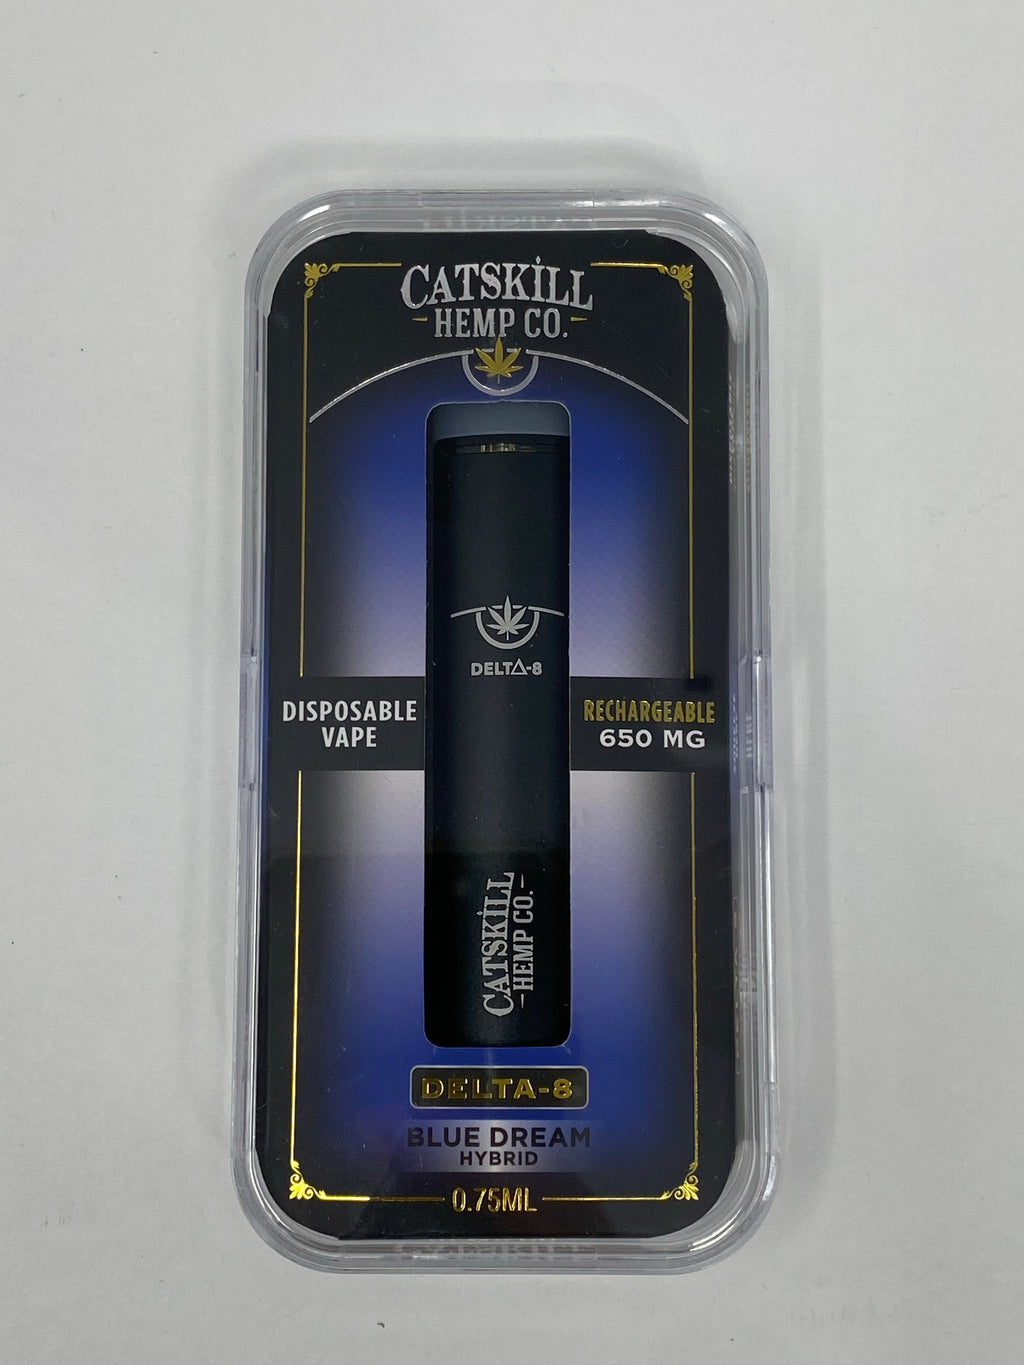 CATSKILL
HEMP CO.
DELTA-8
DISPOSABLE
VAPE
RECHARGEABLE
650 MG
CATSKILL
HEMP CO.
DELTA-8
BLUE DREAM
HYBRID
0.75ML